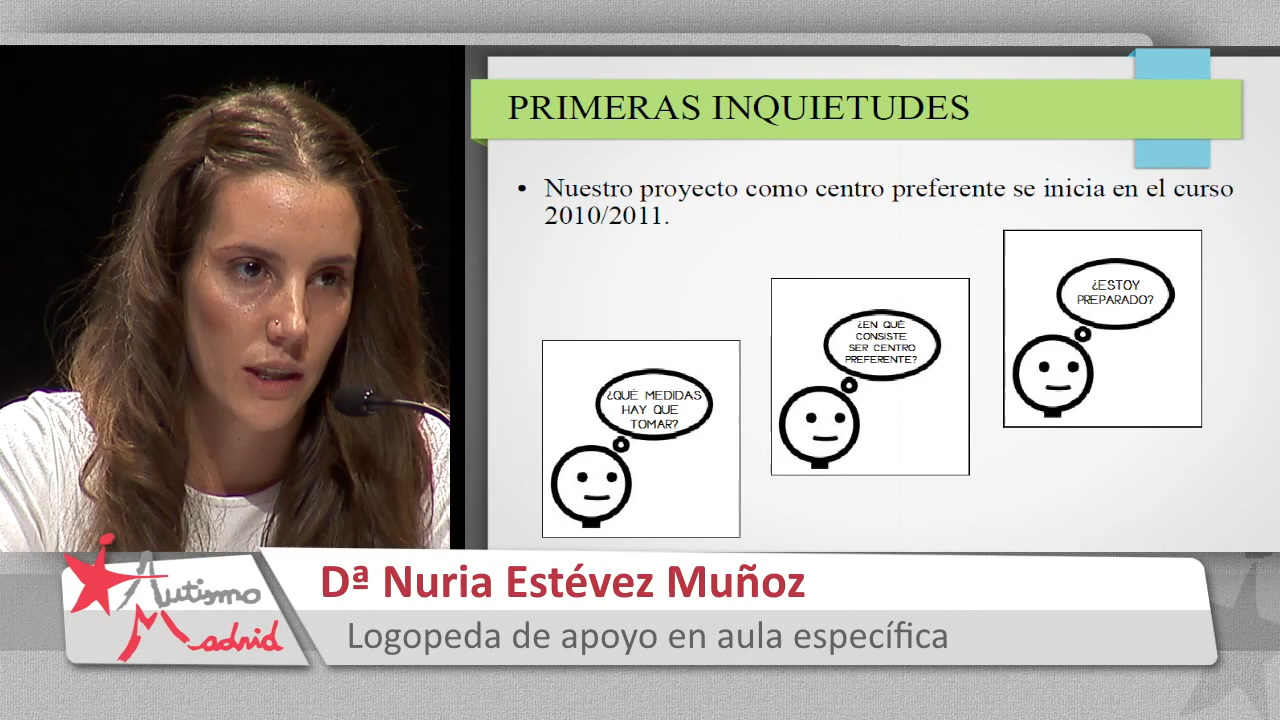 PRIMERAS INQUIETUDES
• Nuestro proyecto como centro preferente se inicia en el curso
2010/2011.
¿QUÉ MEDIDAS
HAY QUE
TOMAR?
¿EN QUÉ
CONSISTE
SER CENTRO
PREFERENTE?
¿ESTOY
PREPARADO?
Dª Nuria Estévez Muñoz
Logopeda de apoyo en aula específica
Autismo
Madrid